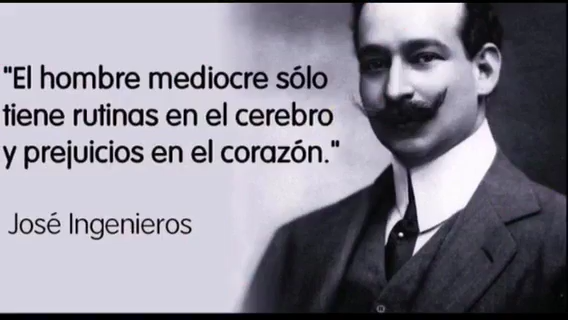 "El hombre mediocre sólo
tiene rutinas en el cerebro
y prejuicios en el corazón."
José Ingenieros